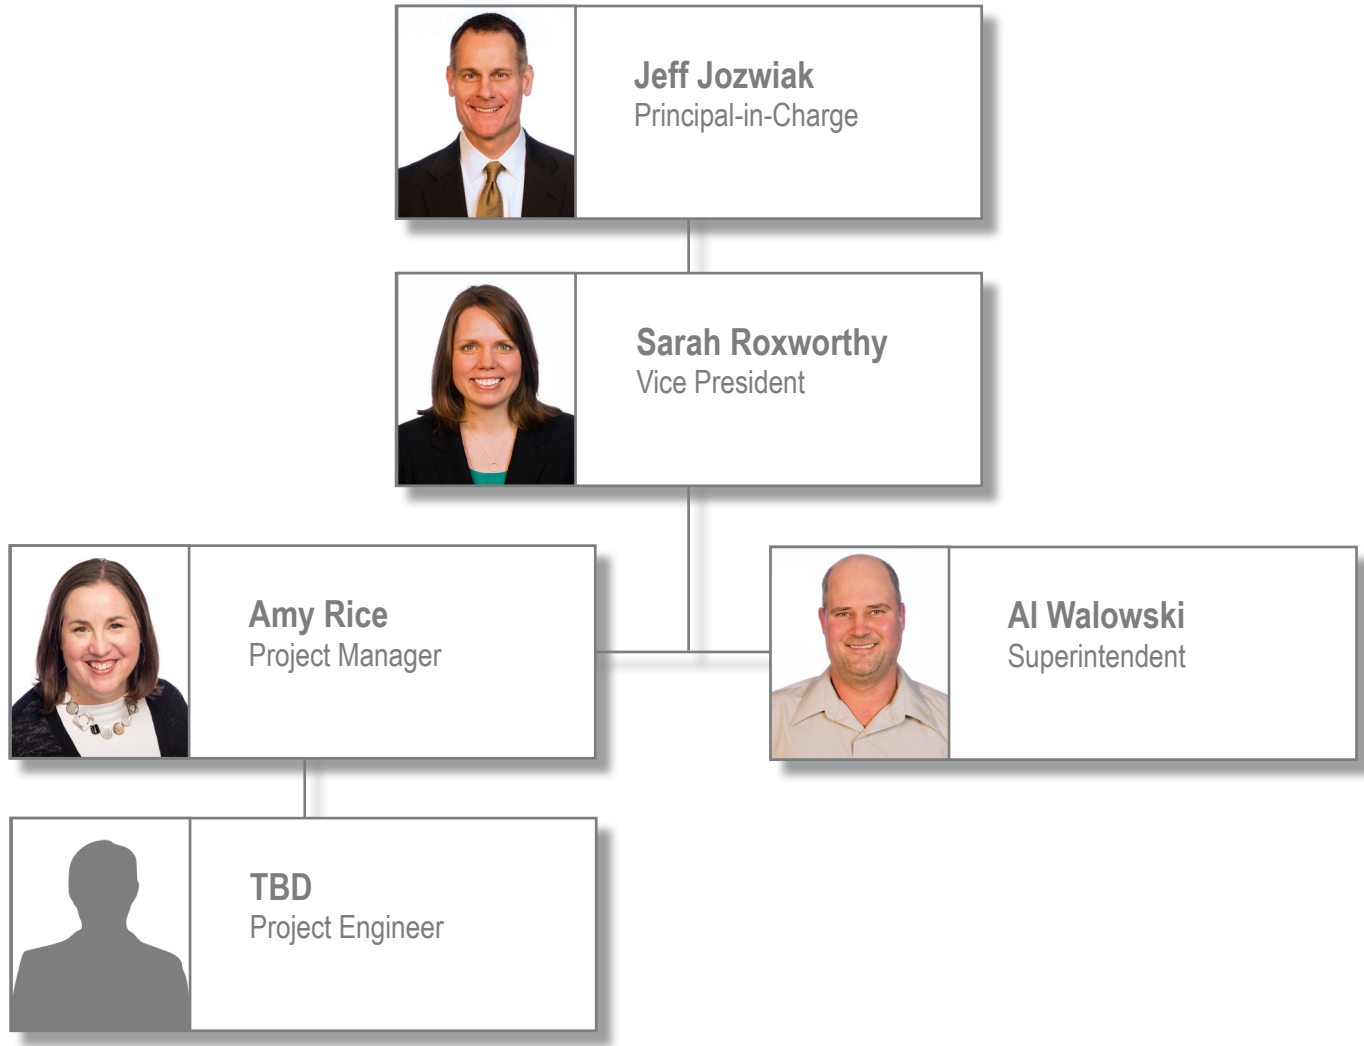 Jeff Jozwiak
Principal-in-Charge
Sarah Roxworthy
Vice President
Amy Rice
Project Manager
Al Walowski
Superintendent
TBD
Project Engineer